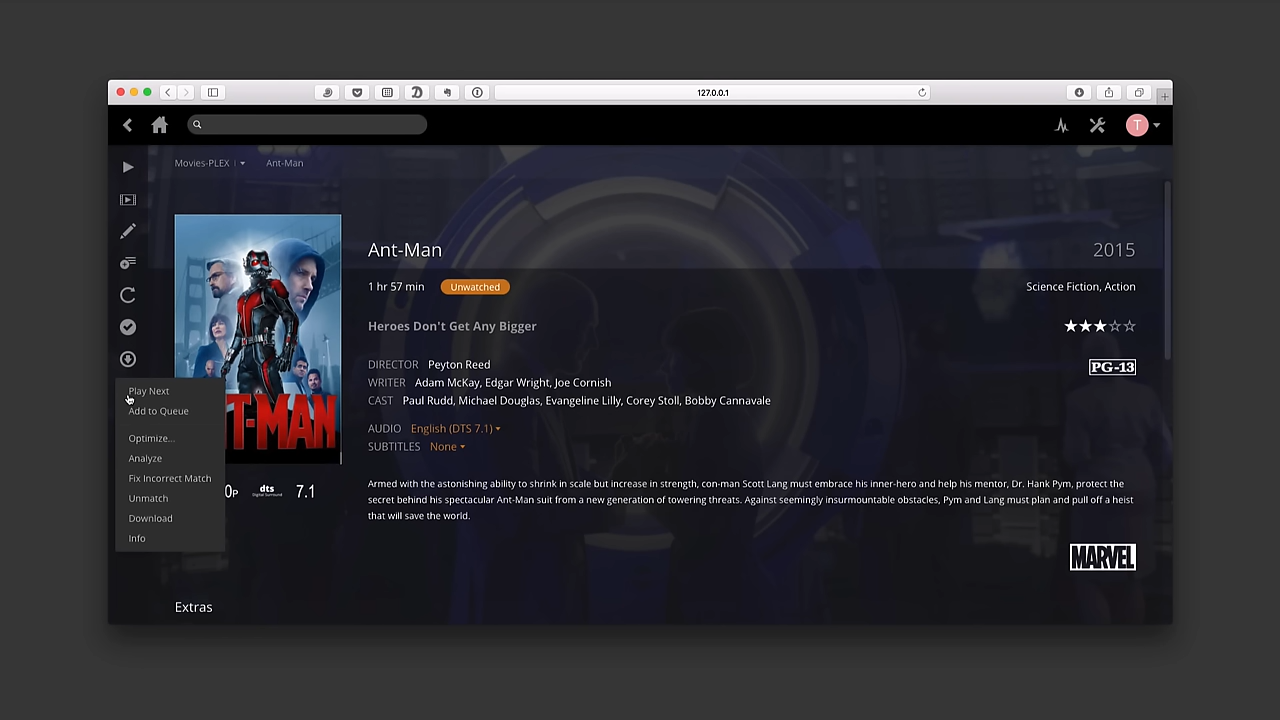 127.0.0.1
T
Movies-PLEX
Ant-Man
Ant-Man
2015
1 hr 57 min
Unwatched
Science Fiction, Action
Heroes Don't Get Any Bigger
PG-13
DIRECTOR Peyton Reed
WRITER Adam McKay, Edgar Wright, Joe Cornish
CAST Paul Rudd, Michael Douglas, Evangeline Lilly, Corey Stoll, Bobby Cannavale
AUDIO English (DTS 7.1)
SUBTITLES None
Play Next
Add to Queue
Optimize...
Analyze
Fix Incorrect Match
Unmatch
Download
Info
T-MAN
0P
dts
Digital Surround
7.1
Armed with the astonishing ability to shrink in scale but increase in strength, con-man Scott Lang must embrace his inner-hero and help his mentor, Dr. Hank Pym, protect the
secret behind his spectacular Ant-Man suit from a new generation of towering threats. Against seemingly insurmountable obstacles, Pym and Lang must plan and pull off a heist
that will save the world.
MARVEL
Extras